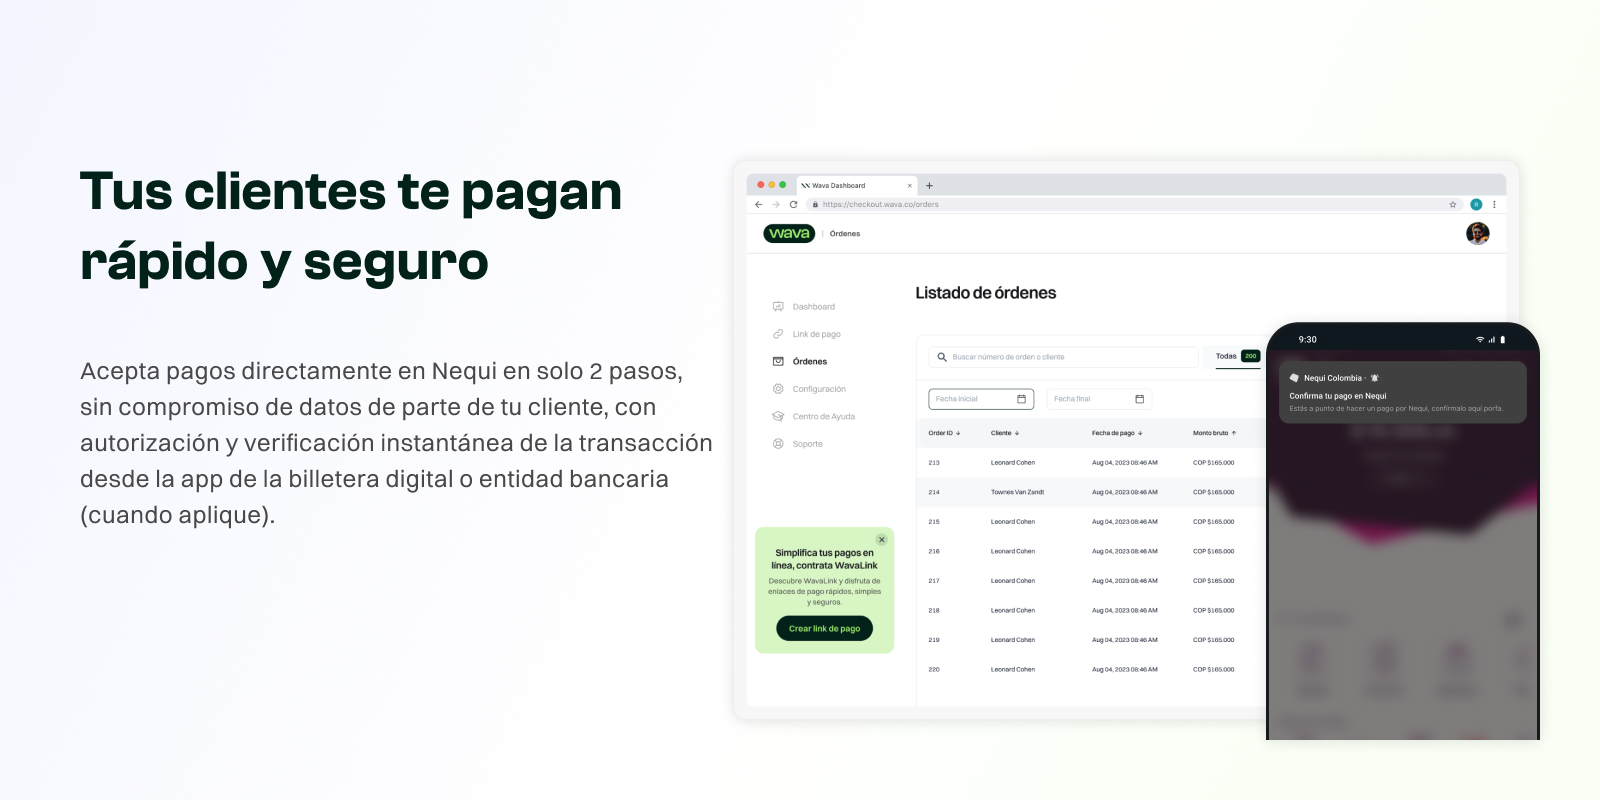 Tus clientes te pagan
rápido y seguro
Acepta pagos directamente en Nequi en solo 2 pasos,
sin compromiso de datos de parte de tu cliente, con
autorización y verificación instantánea de la transacción
desde la app de la billetera digital o entidad bancaria
(cuando aplique).
Wava Dashboard
https://checkout.wava.co/orders
wava | Órdenes
Dashboard
Link de pago
Órdenes
Configuración
Centro de Ayuda
Soporte
Simplifica tus pagos en
línea, contrata WavaLink
Descubre WavaLink y disfruta de
enlaces de pago rápidos, simples
y seguros.
Crear link de pago
Listado de órdenes
Buscar número de orden o cliente
Todas 200
Fecha inicial Fecha final
Order ID ↓ Cliente ↓ Fecha de pago ↓ Monto bruto ↑
213 Leonard Cohen Aug 04, 2023 08:46 AM COP $165.000
214 Townes Van Zandt Aug 04, 2023 08:46 AM COP $165.000
215 Leonard Cohen Aug 04, 2023 08:46 AM COP $165.000
216 Leonard Cohen Aug 04, 2023 08:46 AM COP $165.000
217 Leonard Cohen Aug 04, 2023 08:46 AM COP $165.000
218 Leonard Cohen Aug 04, 2023 08:46 AM COP $165.000
219 Leonard Cohen Aug 04, 2023 08:46 AM COP $165.000
220 Leonard Cohen Aug 04, 2023 08:46 AM COP $165.000
9:30
Nequi Colombia ·
Confirma tu pago en Nequi
Estás a punto de hacer un pago por Nequi, confírmalo aquí porfa.